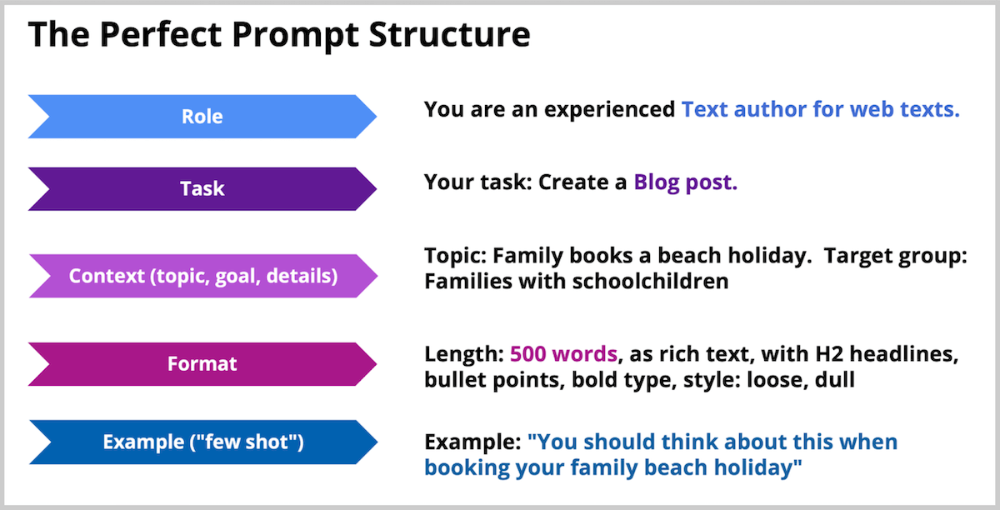 The Perfect Prompt Structure
Role
You are an experienced Text author for web texts.
Task
Your task: Create a Blog post.
Context (topic, goal, details)
Topic: Family books a beach holiday.  Target group:
Families with schoolchildren
Format
Length: 500 words, as rich text, with H2 headlines,
bullet points, bold type, style: loose, dull
Example ("few shot")
Example: "You should think about this when
booking your family beach holiday"